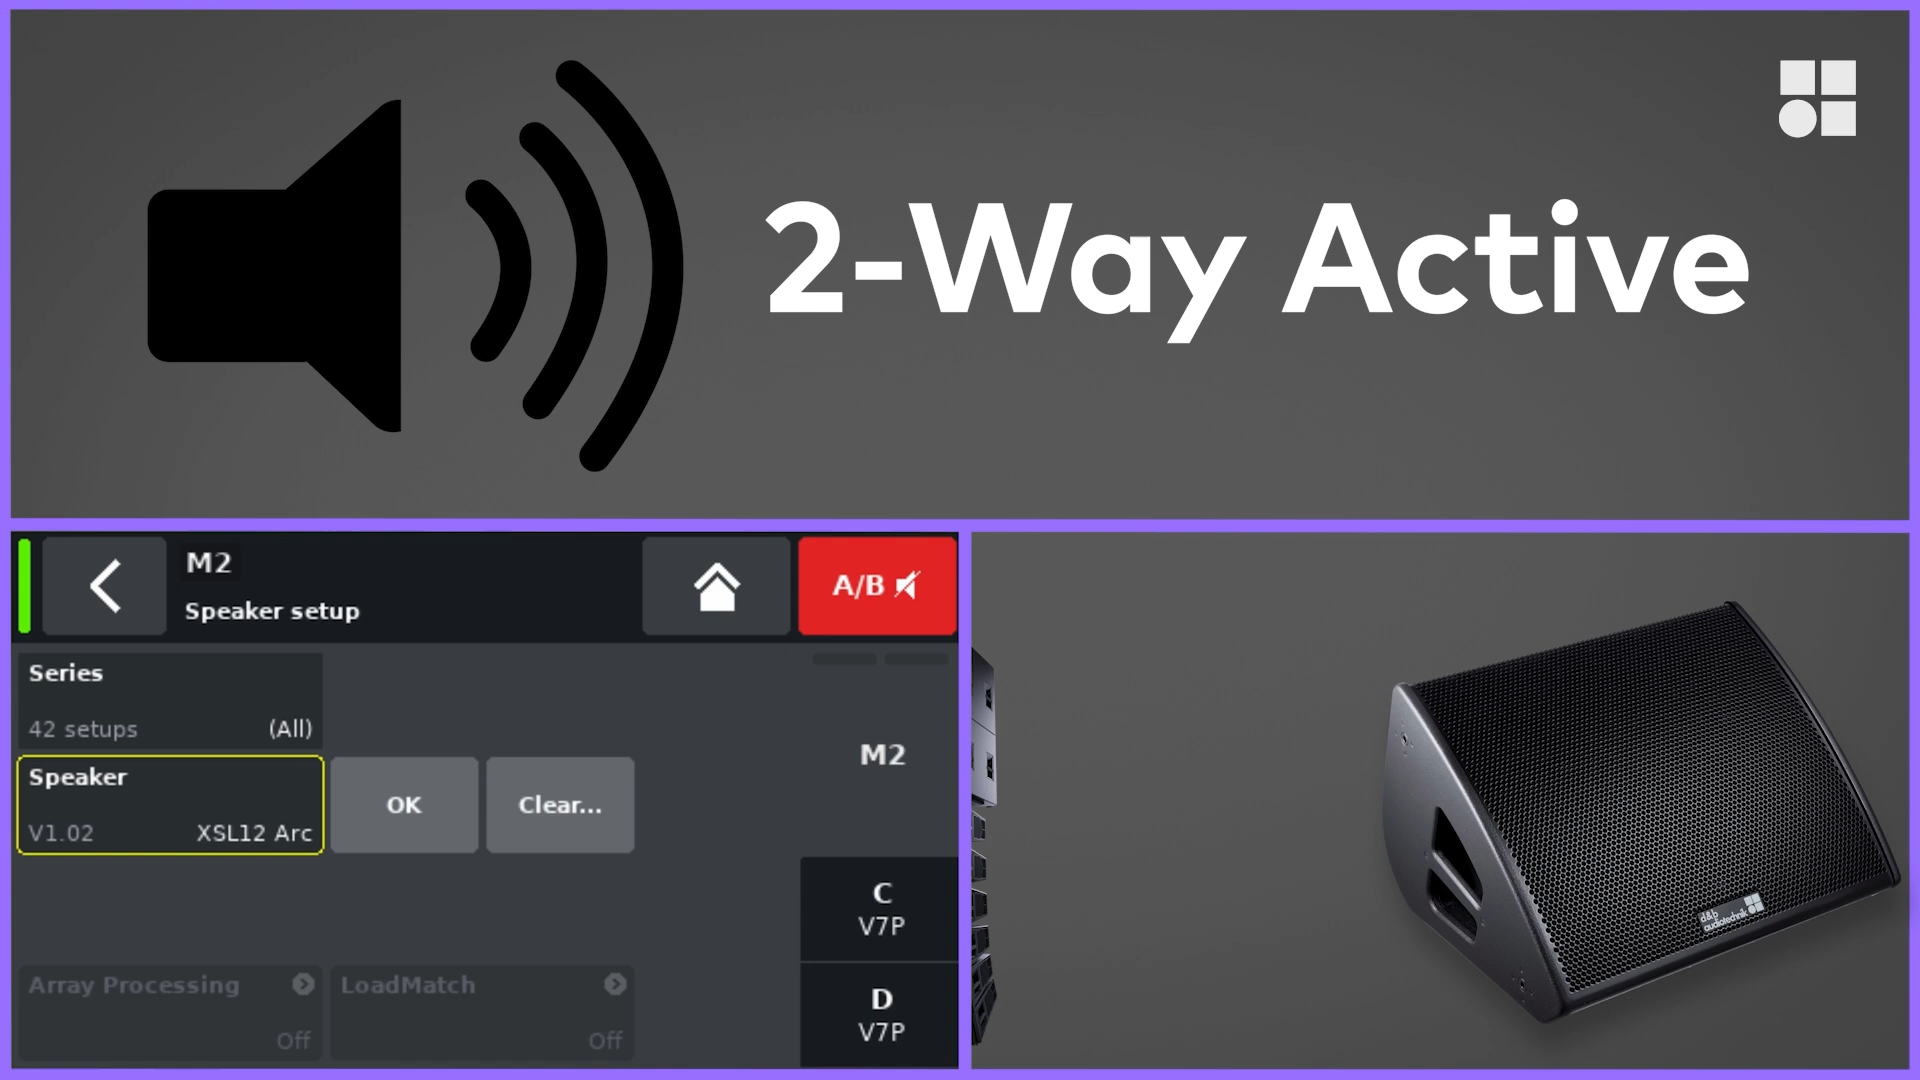 2-Way Active
M2
Speaker setup
A/B
Series
42 setups (All)
Speaker
V1.02 XSL12 Arc
OK
Clear...
M2
C
V7P
D
V7P
Array Processing
Off
LoadMatch
Off
d&b
audiotechnik